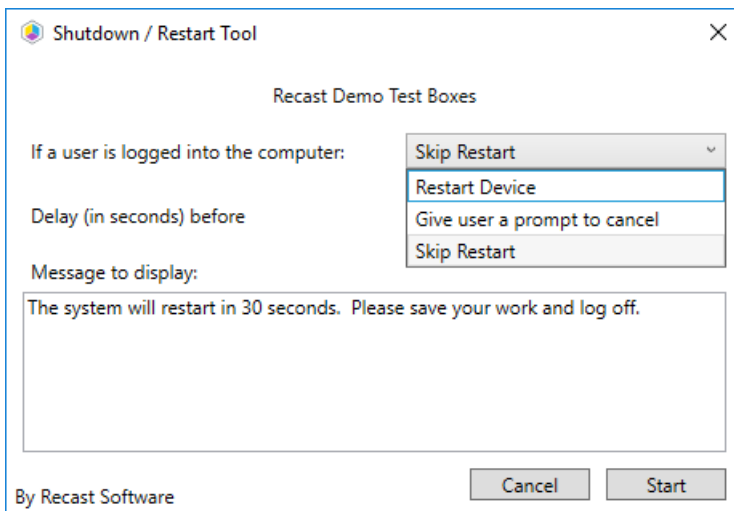 Shutdown / Restart Tool
Recast Demo Test Boxes
If a user is logged into the computer:
Skip Restart
Restart Device
Give user a prompt to cancel
Skip Restart
Delay (in seconds) before
Message to display:
The system will restart in 30 seconds.  Please save your work and log off.
Cancel
Start
By Recast Software